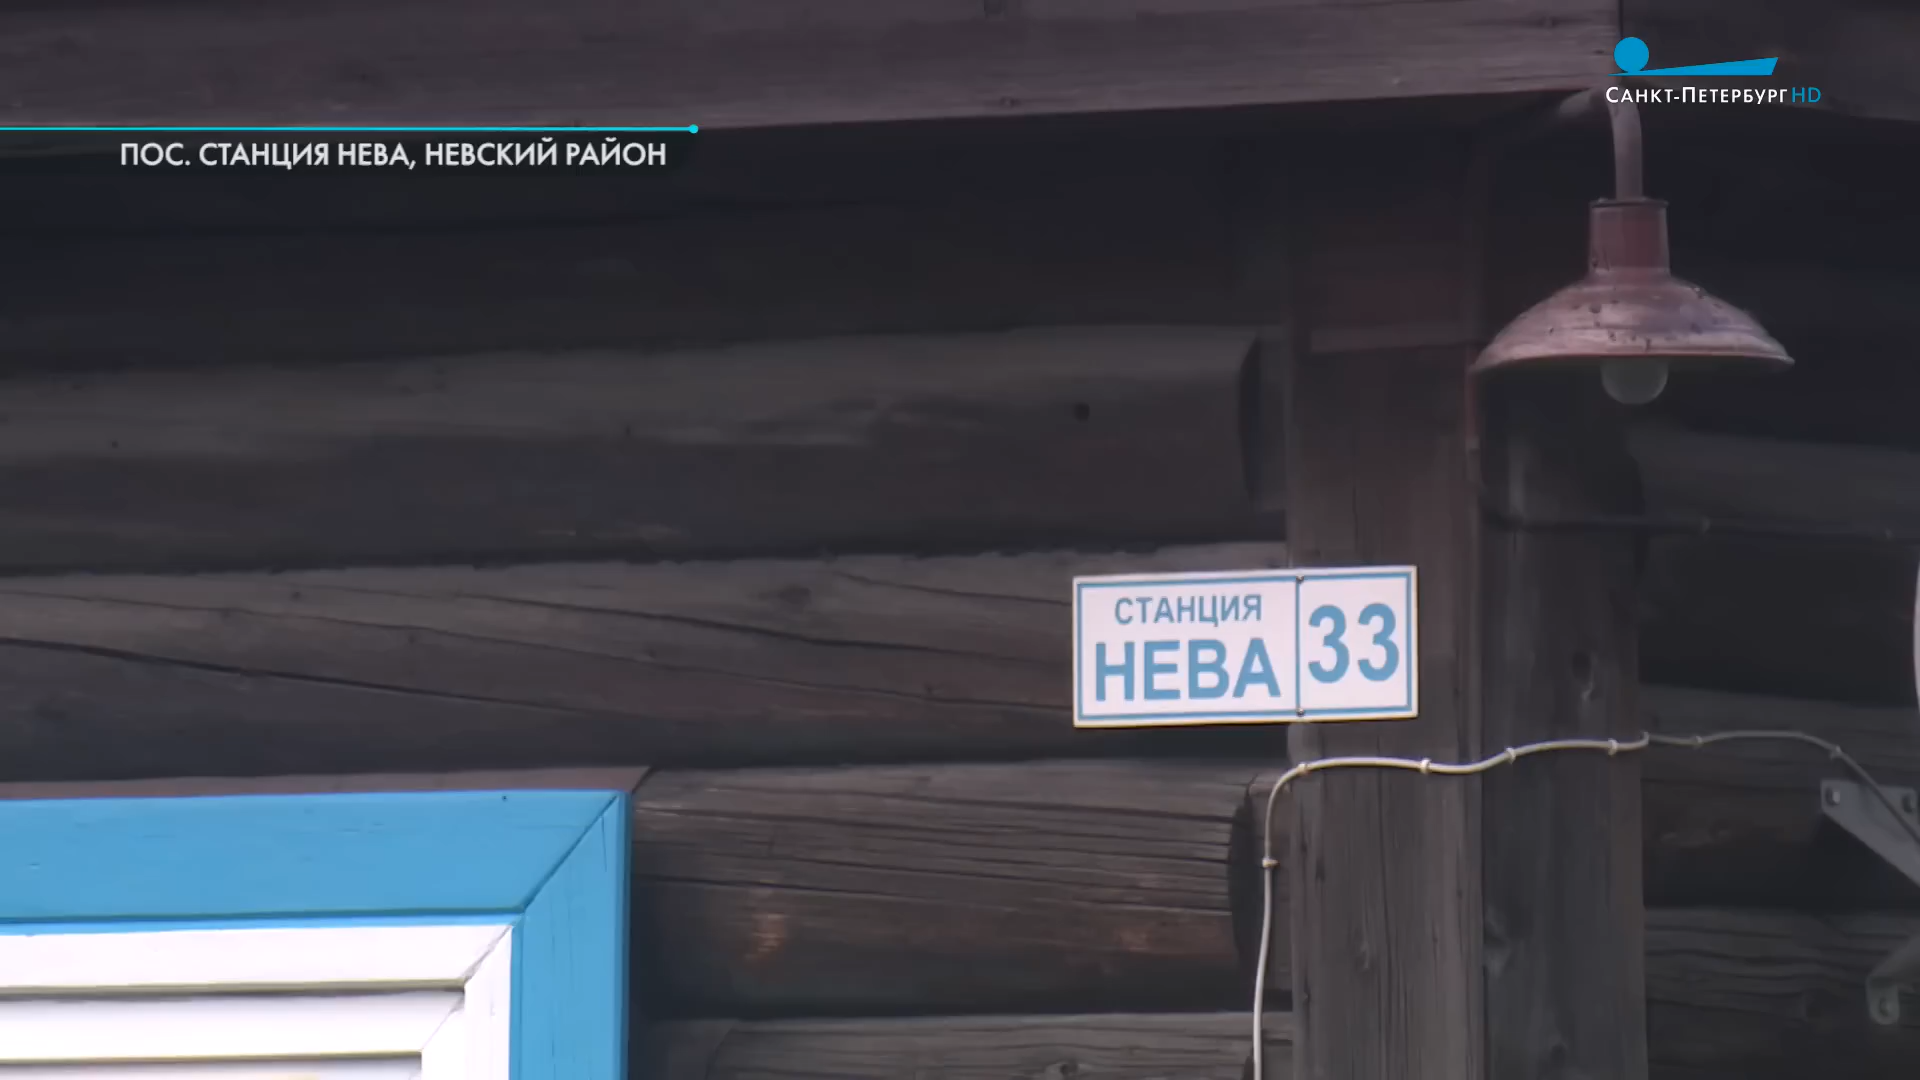 САНКТ-ПЕТЕРБУРГ HD
ПОС. СТАНЦИЯ НЕВА, НЕВСКИЙ РАЙОН
СТАНЦИЯ
НЕВА
33